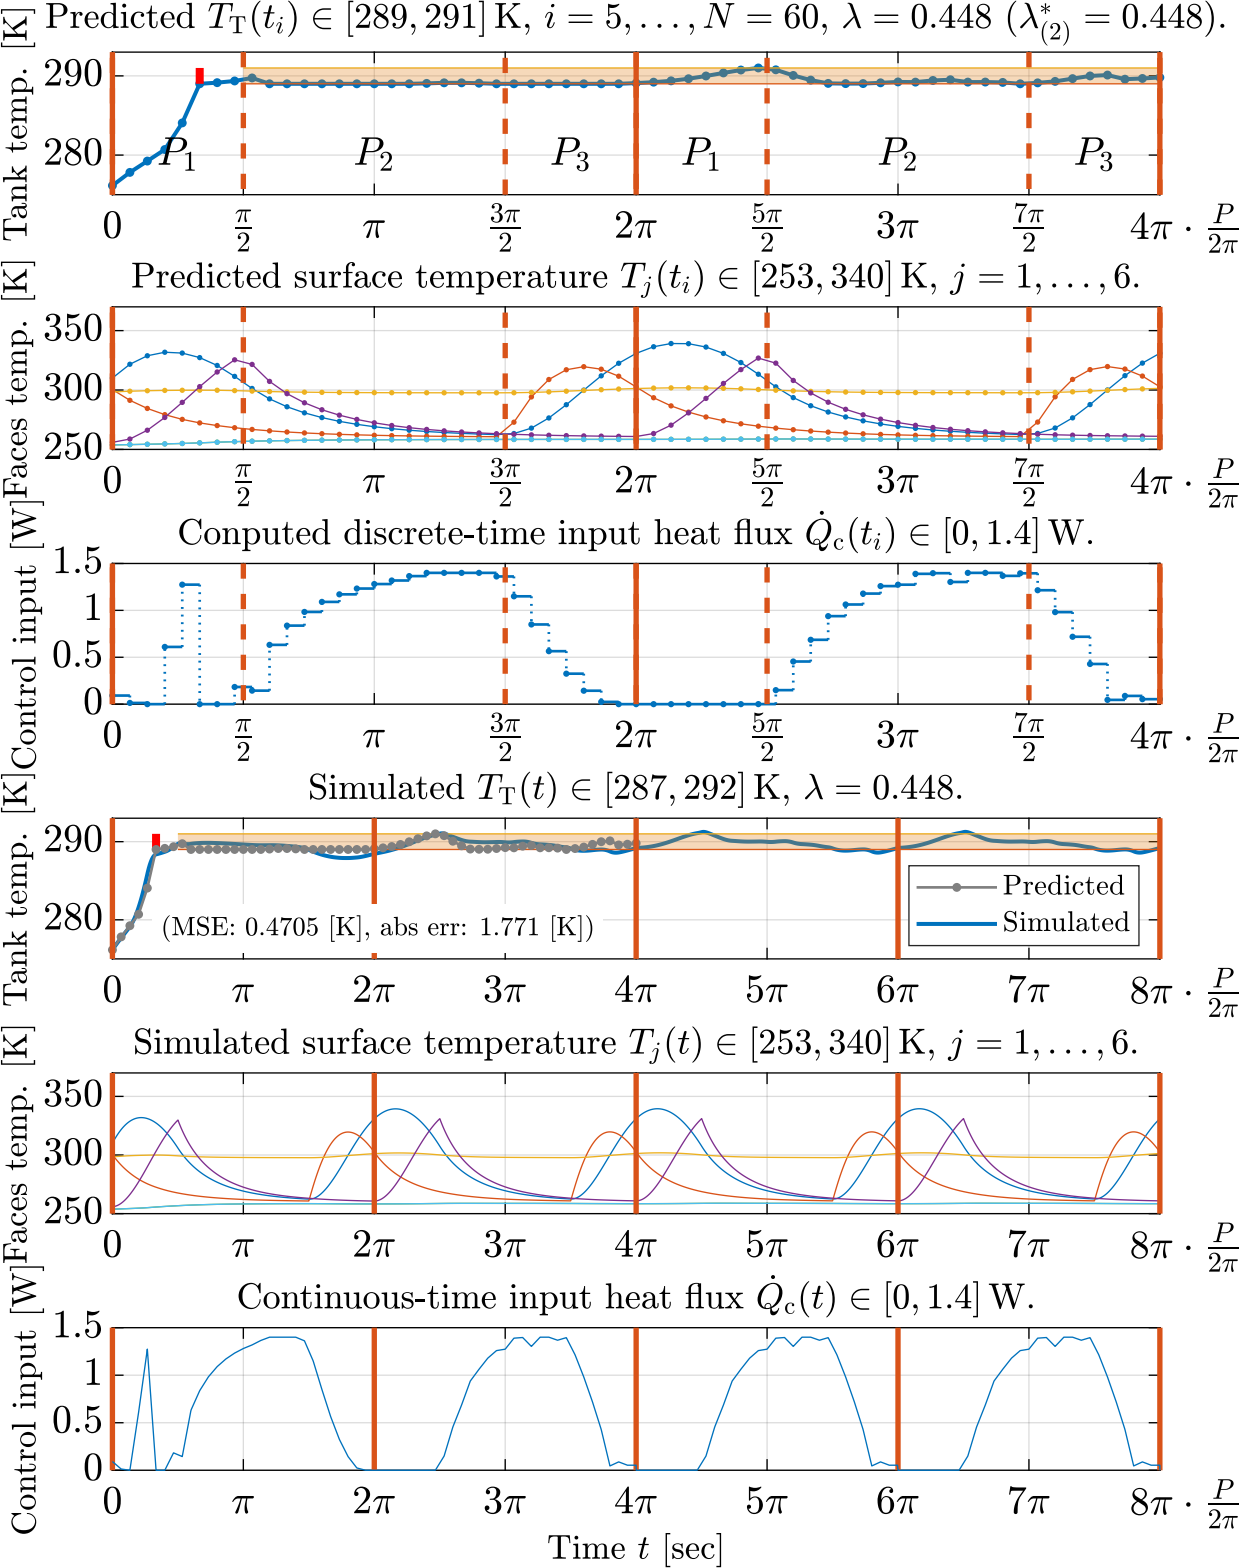 Predicted T_T(t_i) ∈ [289, 291] K, i = 5, . . . , N = 60, λ = 0.448 (λ*_(2) = 0.448).
Tank temp. [K]
290
280
P_1 P_2 P_3 P_1 P_2 P_3
0 π/2 π 3π/2 2π 5π/2 3π 7π/2 4π · P/2π
Predicted surface temperature T_j(t_i) ∈ [253, 340] K, j = 1, . . . , 6.
Faces temp. [K]
350
300
250
0 π/2 π 3π/2 2π 5π/2 3π 7π/2 4π · P/2π
Conputed discrete-time input heat flux Q̇_c(t_i) ∈ [0, 1.4] W.
Control input [W]
1.5
1
0.5
0
0 π/2 π 3π/2 2π 5π/2 3π 7π/2 4π · P/2π
Simulated T_T(t) ∈ [287, 292] K, λ = 0.448.
Tank temp. [K]
290
280
(MSE: 0.4705 [K], abs err: 1.771 [K])
Predicted
Simulated
0 π 2π 3π 4π 5π 6π 7π 8π · P/2π
Simulated surface temperature T_j(t) ∈ [253, 340] K, j = 1, . . . , 6.
Faces temp. [K]
350
300
250
0 π 2π 3π 4π 5π 6π 7π 8π · P/2π
Continuous-time input heat flux Q̇_c(t) ∈ [0, 1.4] W.
Control input [W]
1.5
1
0.5
0
0 π 2π 3π 4π 5π 6π 7π 8π · P/2π
Time t [sec]